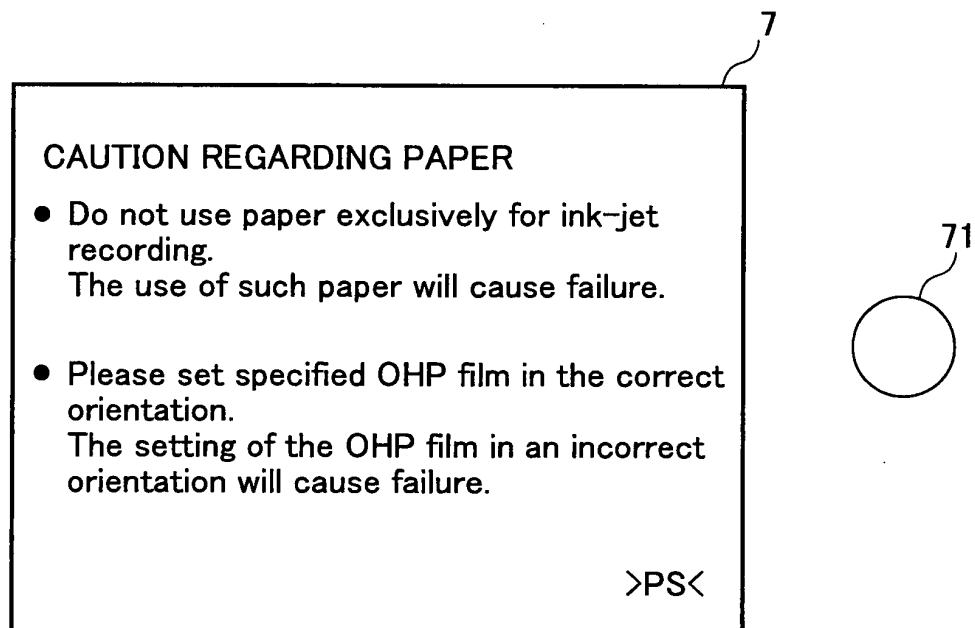 7
CAUTION REGARDING PAPER
● Do not use paper exclusively for ink-jet
recording.
The use of such paper will cause failure.
71
● Please set specified OHP film in the correct
orientation.
The setting of the OHP film in an incorrect
orientation will cause failure.
>PS<